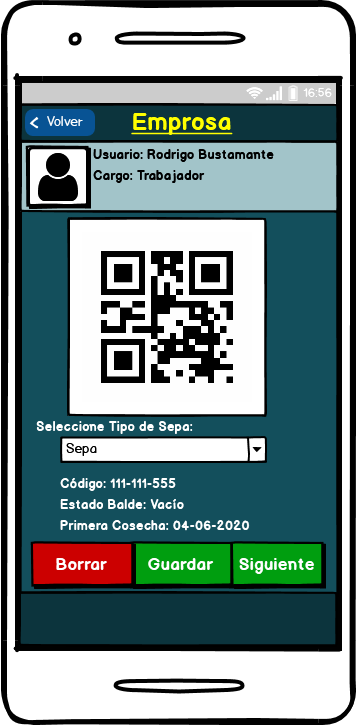 16:56
Volver
Emprosa
Usuario: Rodrigo Bustamante
Cargo: Trabajador
Seleccione Tipo de Sepa:
Sepa
Código: 111-111-555
Estado Balde: Vacío
Primera Cosecha: 04-06-2020
Borrar
Guardar
Siguiente